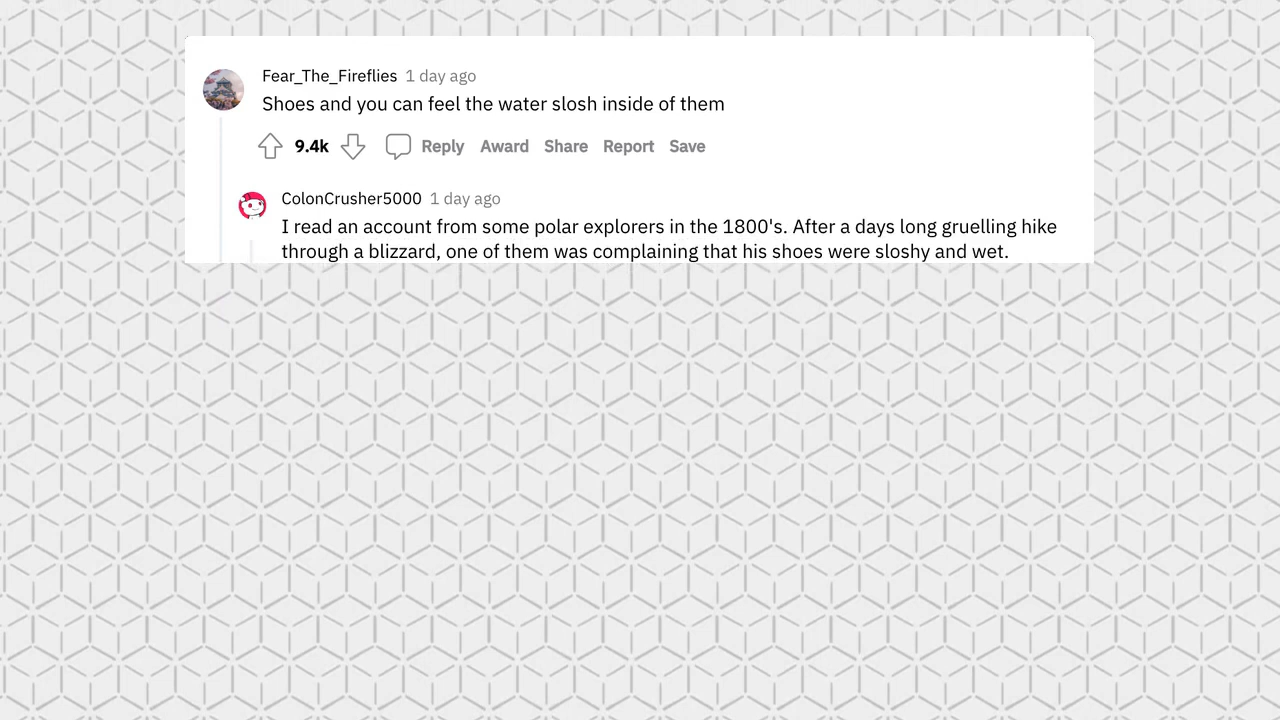 Fear_The_Fireflies 1 day ago
Shoes and you can feel the water slosh inside of them
9.4k Reply Award Share Report Save
ColonCrusher5000 1 day ago
I read an account from some polar explorers in the 1800's. After a days long gruelling hike
through a blizzard, one of them was complaining that his shoes were sloshy and wet.